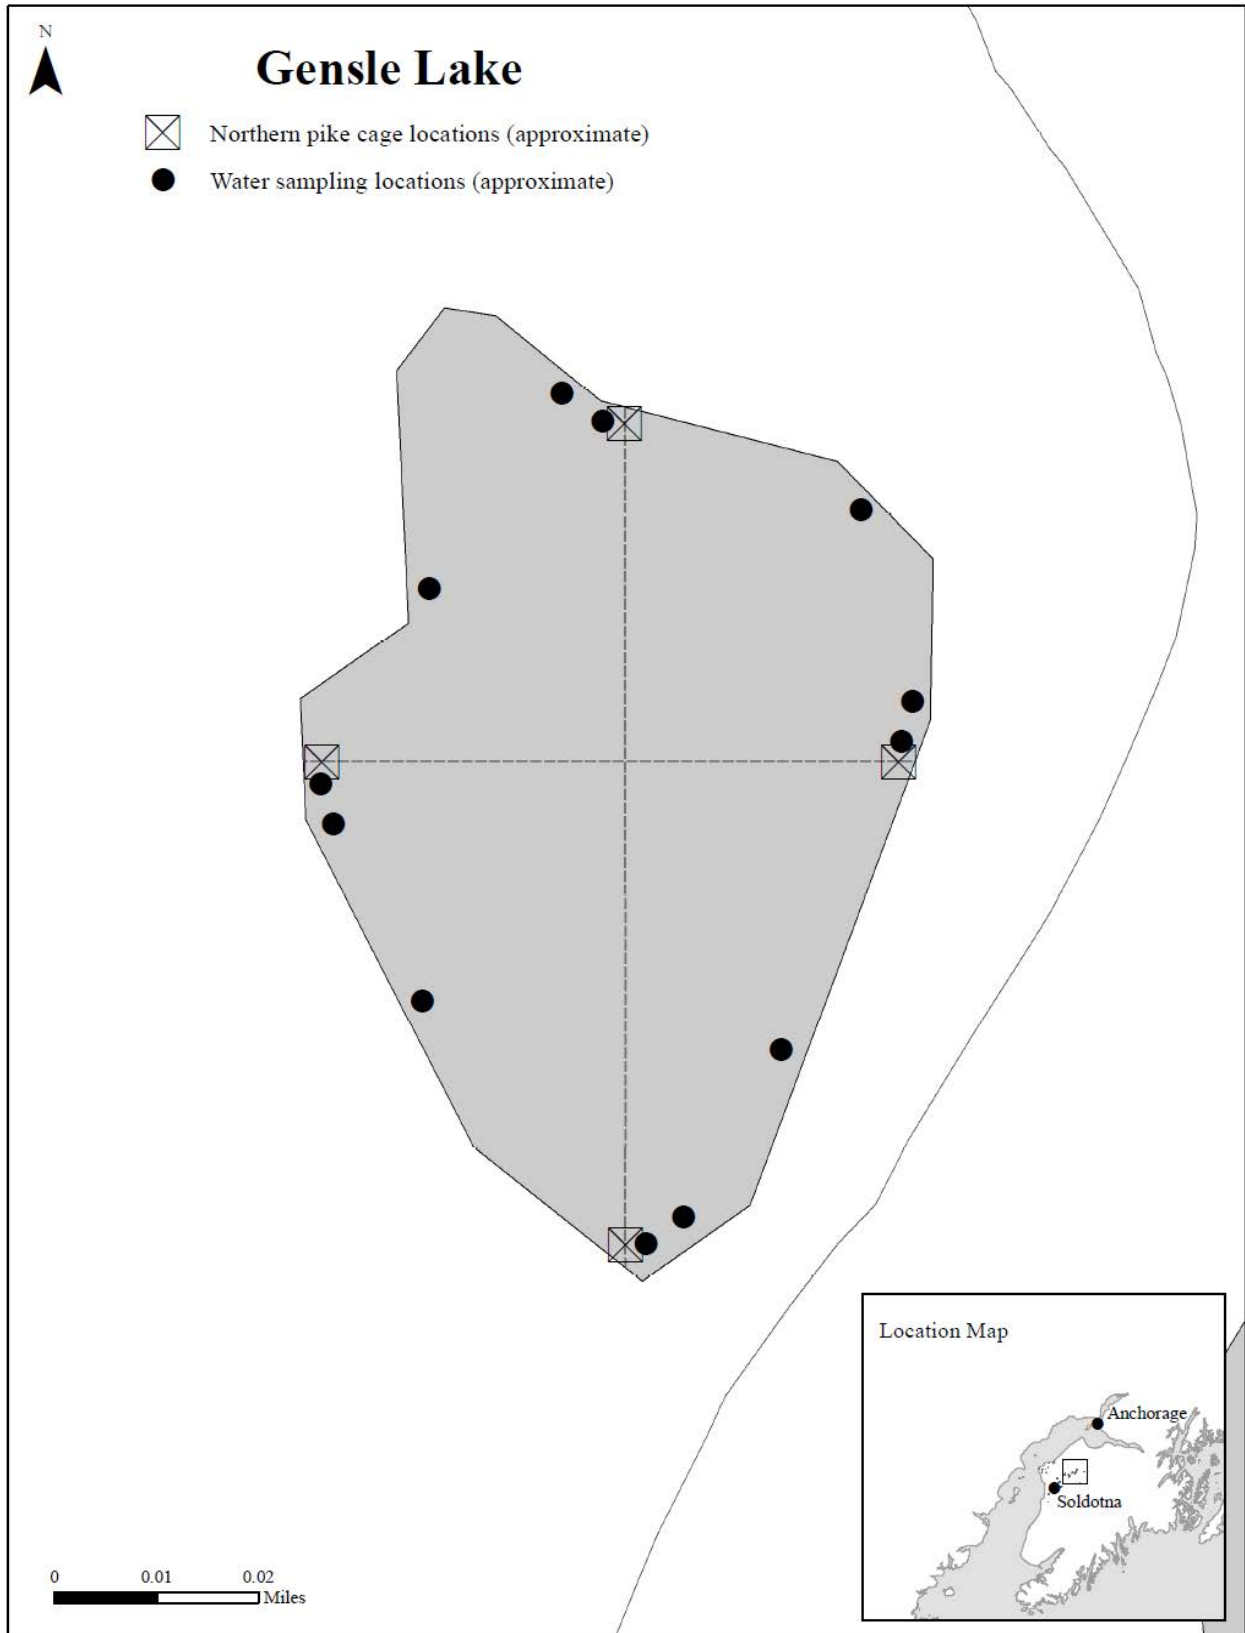 N
Gensle Lake
Northern pike cage locations (approximate)
Water sampling locations (approximate)
Location Map
Anchorage
Soldotna
0 0.01 0.02
Miles